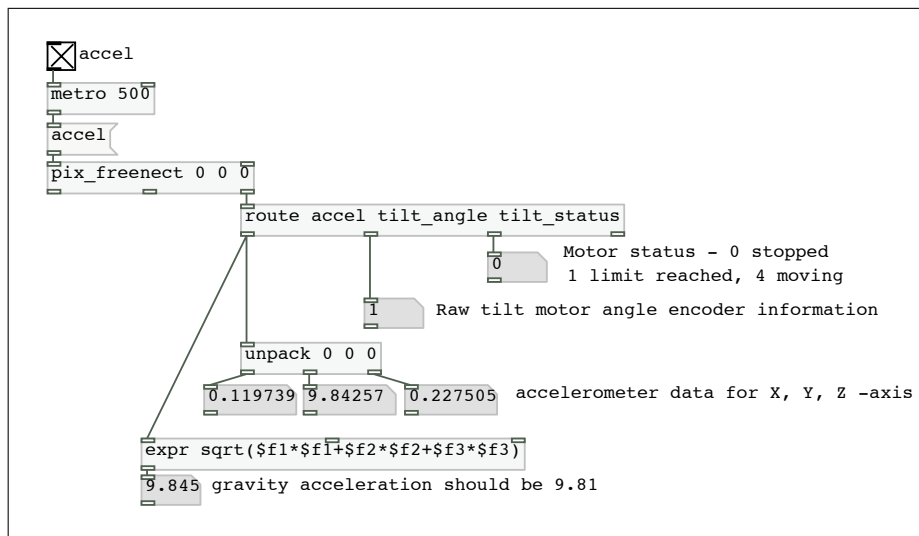 accel
metro 500
accel
pix_freenect 0 0 0
route accel tilt_angle tilt_status
Motor status - 0 stopped
0
1 limit reached, 4 moving
1
Raw tilt motor angle encoder information
unpack 0 0 0
0.119739
9.84257
0.227505
accelerometer data for X, Y, Z -axis
expr sqrt($f1*$f1+$f2*$f2+$f3*$f3)
9.845
gravity acceleration should be 9.81